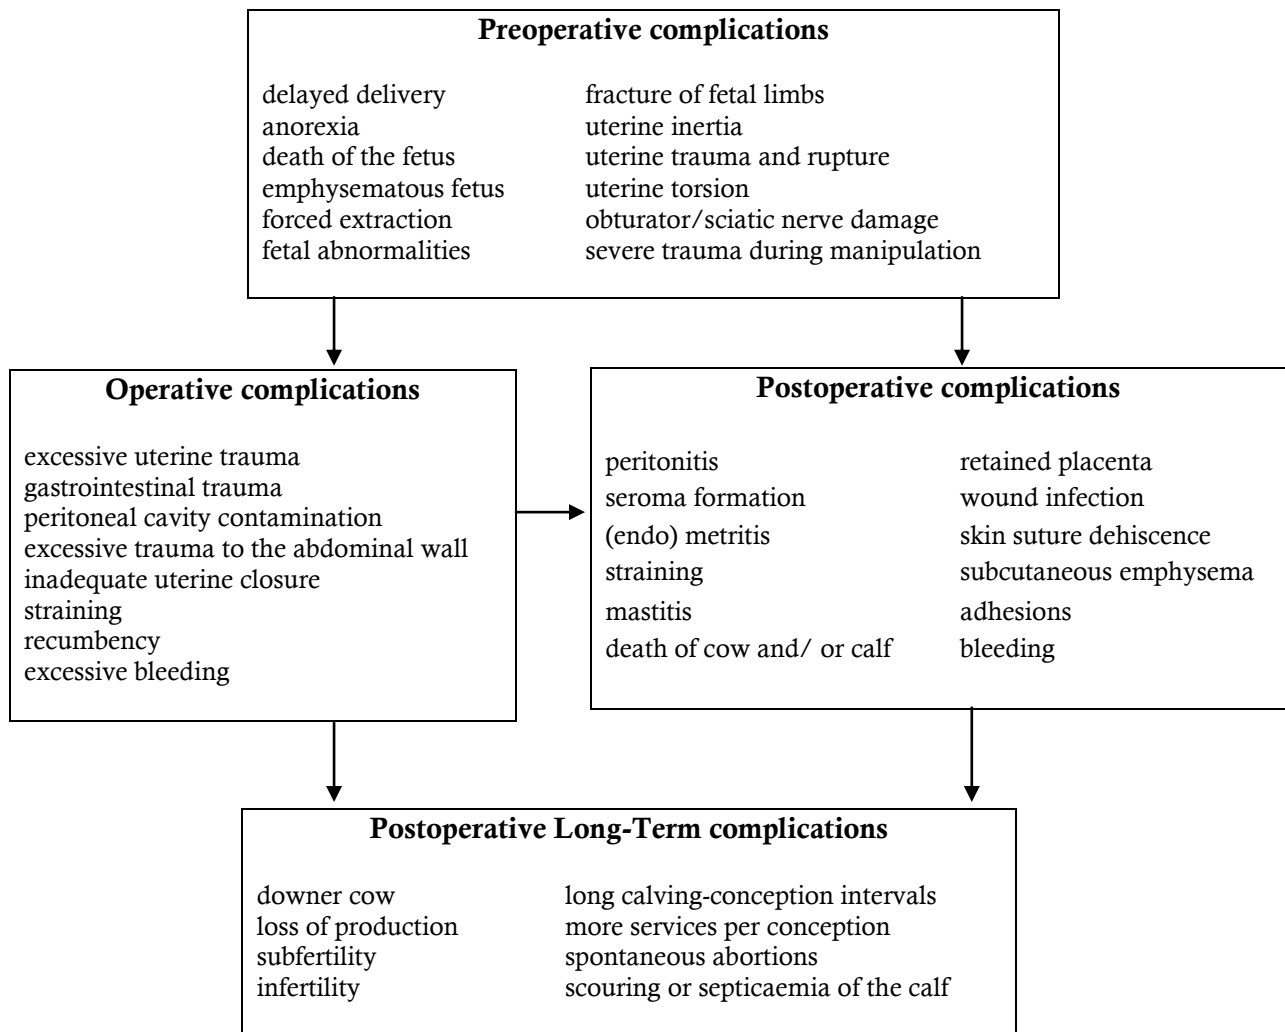 Preoperative complications
delayed delivery
anorexia
death of the fetus
emphysematous fetus
forced extraction
fetal abnormalities
fracture of fetal limbs
uterine inertia
uterine trauma and rupture
uterine torsion
obturator/sciatic nerve damage
severe trauma during manipulation
Operative complications
excessive uterine trauma
gastrointestinal trauma
peritoneal cavity contamination
excessive trauma to the abdominal wall
inadequate uterine closure
straining
recumbency
excessive bleeding
Postoperative complications
peritonitis
seroma formation
(endo) metritis
straining
mastitis
death of cow and/ or calf
retained placenta
wound infection
skin suture dehiscence
subcutaneous emphysema
adhesions
bleeding
Postoperative Long-Term complications
downer cow
loss of production
subfertility
infertility
long calving-conception intervals
more services per conception
spontaneous abortions
scouring or septicaemia of the calf